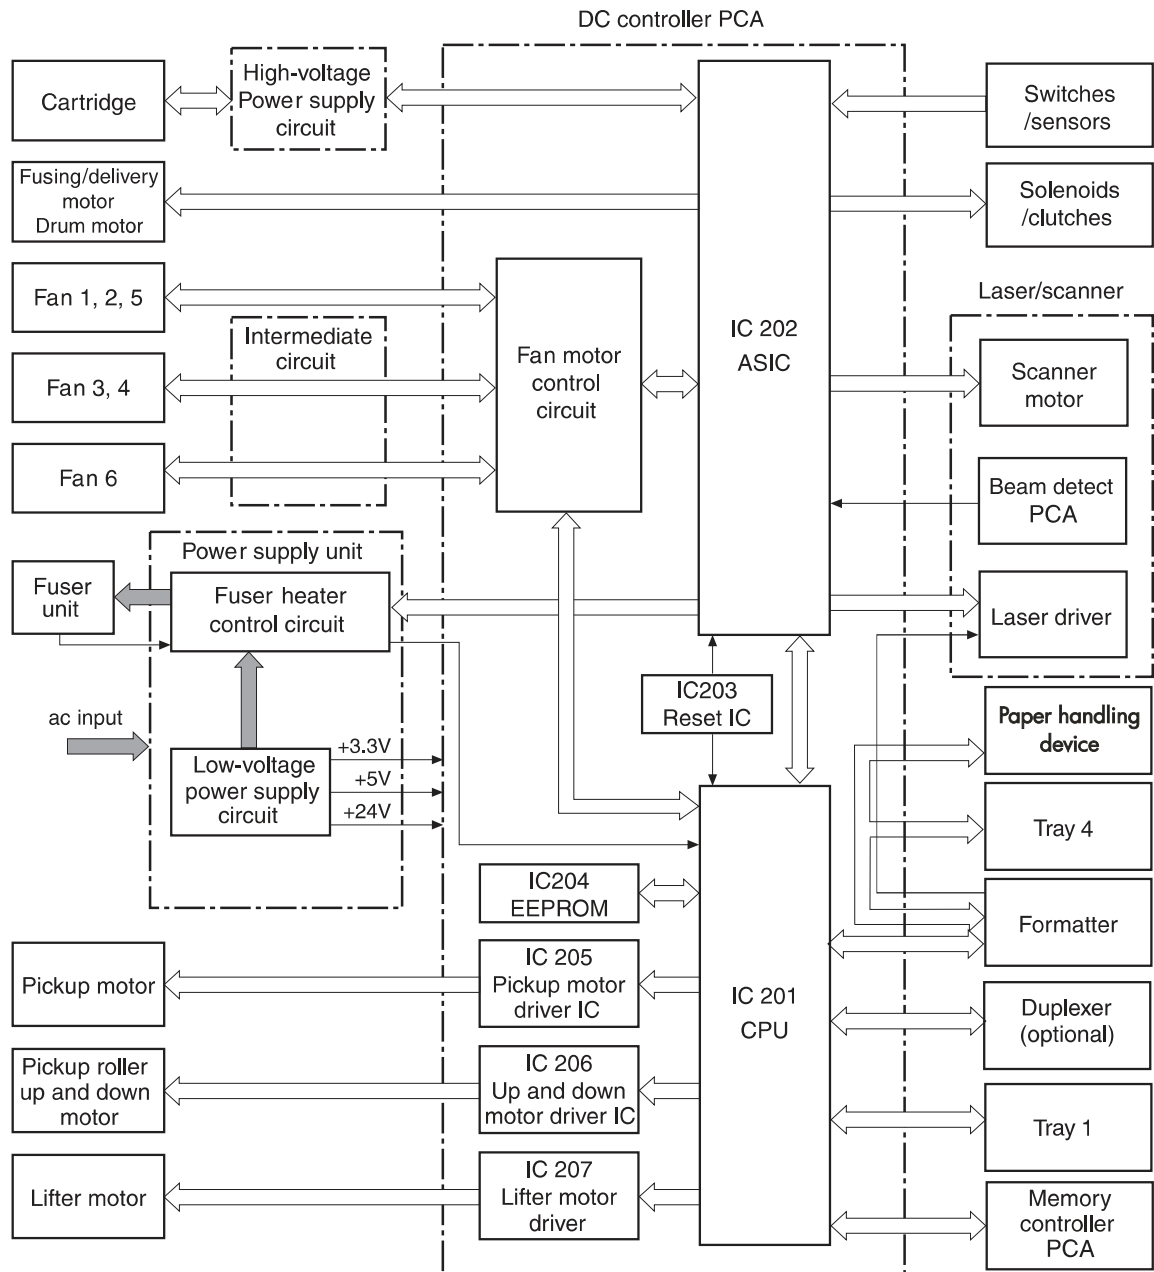 DC controller PCA
Cartridge
High-voltage
Power supply
circuit
Switches
/sensors
Fusing/delivery
motor
Drum motor
Solenoids
/clutches
Fan 1, 2, 5
Intermediate
circuit
Fan 3, 4
Fan 6
Fan motor
control
circuit
IC 202
ASIC
Laser/scanner
Scanner
motor
Beam detect
PCA
Laser driver
Power supply unit
Fuser
unit
Fuser heater
control circuit
ac input
Low-voltage
power supply
circuit
+3.3V
+5V
+24V
IC203
Reset IC
Paper handling
device
Tray 4
Formatter
IC204
EEPROM
Pickup motor
IC 205
Pickup motor
driver IC
IC 201
CPU
Duplexer
(optional)
Pickup roller
up and down
motor
IC 206
Up and down
motor driver IC
Tray 1
Lifter motor
IC 207
Lifter motor
driver
Memory
controller
PCA